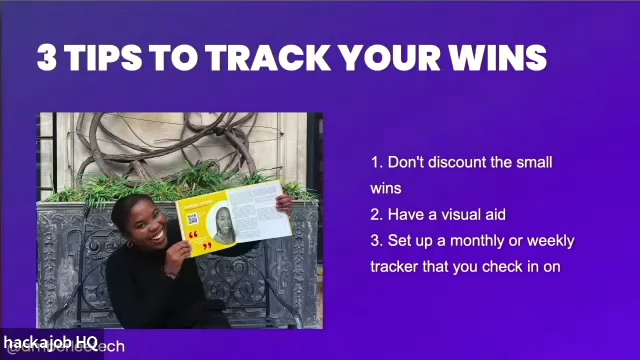 3 TIPS TO TRACK YOUR WINS
1. Don't discount the small
wins
2. Have a visual aid
3. Set up a monthly or weekly
tracker that you check in on
hackajob HQ
@amberleetech